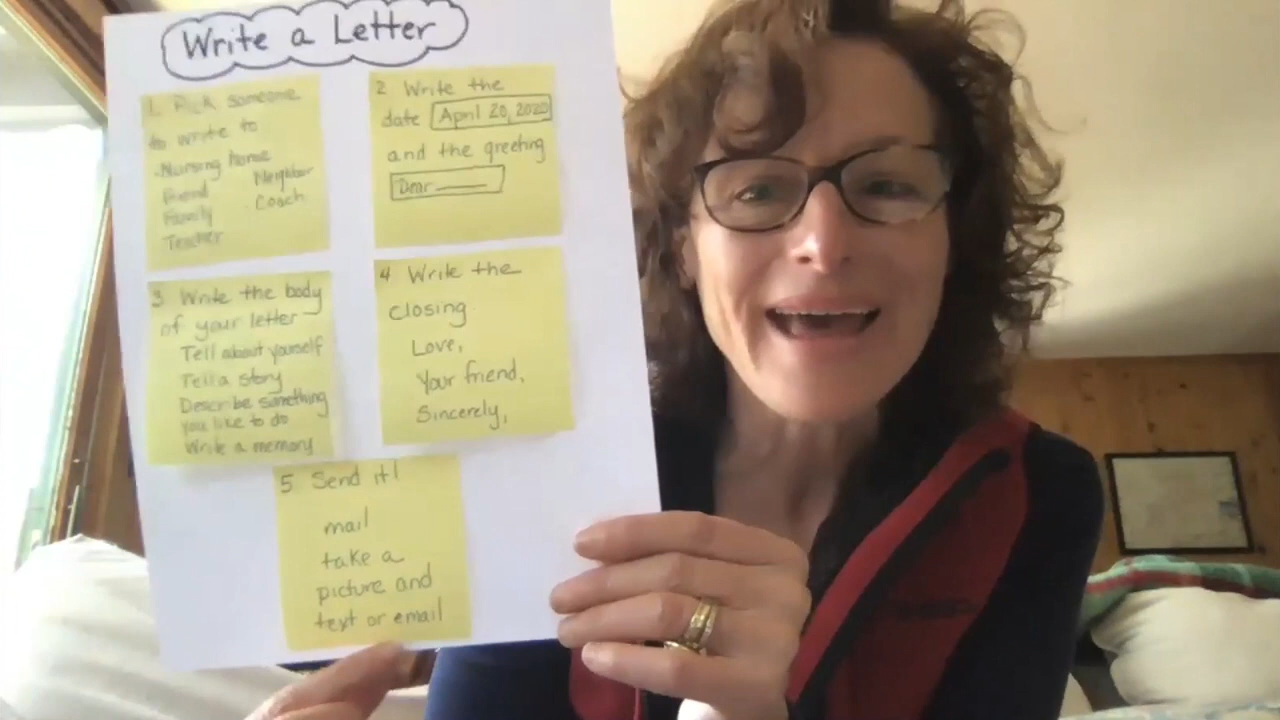 Write a Letter
1. Pick someone
to write to
-Nursing home
Friend Neighbor
Family - Coach
Teacher
2 Write the
date April 20, 2020
and the greeting
Dear ______
3 Write the body
of your letter
Tell about yourself
Tell a story
Describe something
you like to do
Write a memory
4 Write the
closing
Love,
Your friend,
Sincerely,
5 Send it!
mail
take a
picture and
text or email